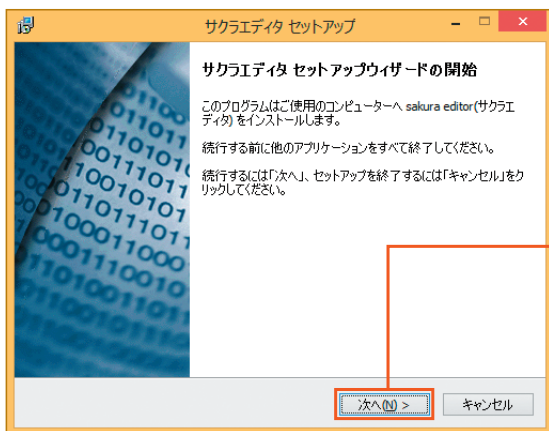 サクラエディタ セットアップ
サクラエディタ セットアップウィザードの開始
このプログラムはご使用のコンピューターへ sakura editor(サクラエ
ディタ) をインストールします。
続行する前に他のアプリケーションをすべて終了してください。
続行するには「次へ」、セットアップを終了するには「キャンセル」をク
リックしてください。
次へ(N) >
キャンセル